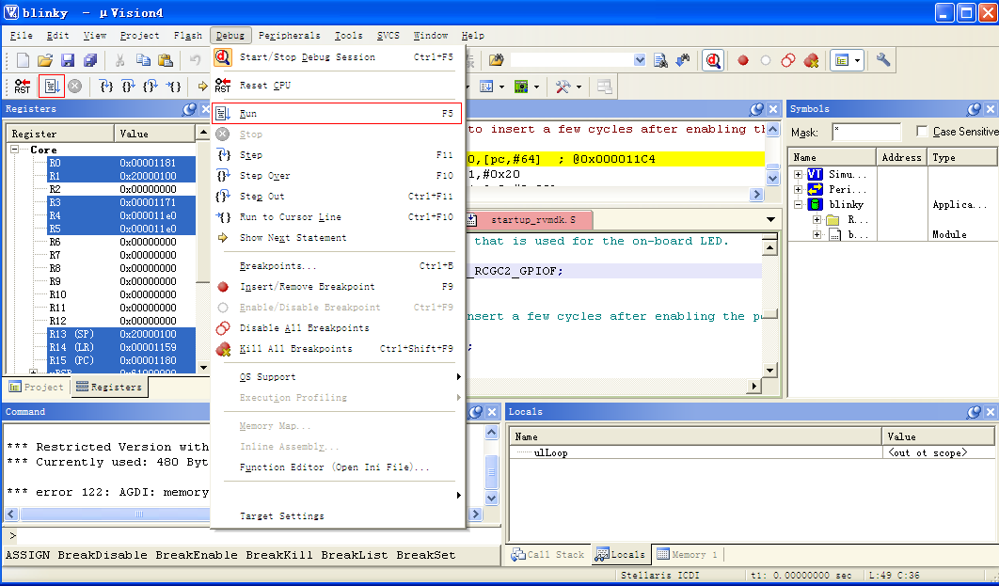 blinky - µVision4
File Edit View Project Flash Debug Peripherals Tools SVCS Window Help
Start/Stop Debug Session Ctrl+F5
Reset CPU
Run F5
Stop
Step F11
Step Over F10
Step Out Ctrl+F11
Run to Cursor Line Ctrl+F10
Show Next Statement
Breakpoints... Ctrl+B
Insert/Remove Breakpoint F9
Enable/Disable Breakpoint Ctrl+F9
Disable All Breakpoints
Kill All Breakpoints Ctrl+Shift+F9
OS Support
Execution Profiling
Memory Map...
Inline Assembly...
Function Editor (Open Ini File)...
Target Settings
RST
RST
Registers
Register Value
Core
R0 0x00001181
R1 0x20000100
R2 0x00000000
R3 0x00001171
R4 0x000011e0
R5 0x000011e0
R6 0x00000000
R7 0x00000000
R8 0x00000000
R9 0x00000000
R10 0x00000000
R11 0x00000000
R12 0x00000000
R13 (SP) 0x20000100
R14 (LR) 0x00001159
R15 (PC) 0x00001180
xPSR 0x61000000
Project Registers
to insert a few cycles after enabling th
0,[pc,#64] ; @0x000011C4
1,#0x20
startup_rvmdk.S
that is used for the on-board LED.
_RCGC2_GPIOF;
nsert a few cycles after enabling the p
;
Symbols
Mask: * Case Sensitive
Name Address Type
Simu...
Peri...
blinky Applica...
R...
b... Module
Command
*** Restricted Version with
*** Currently used: 480 Byt
*** error 122: AGDI: memory
>
ASSIGN BreakDisable BreakEnable BreakKill BreakList BreakSet
Locals
Name Value
ulLoop <out ot scope>
Call Stack Locals Memory 1
Stellaris ICDI t1: 0.00000000 sec L:49 C:36